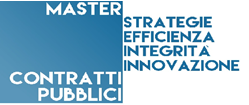 MASTER
STRATEGIE
EFFICIENZA
INTEGRITÀ
INNOVAZIONE
CONTRATTI
PUBBLICI